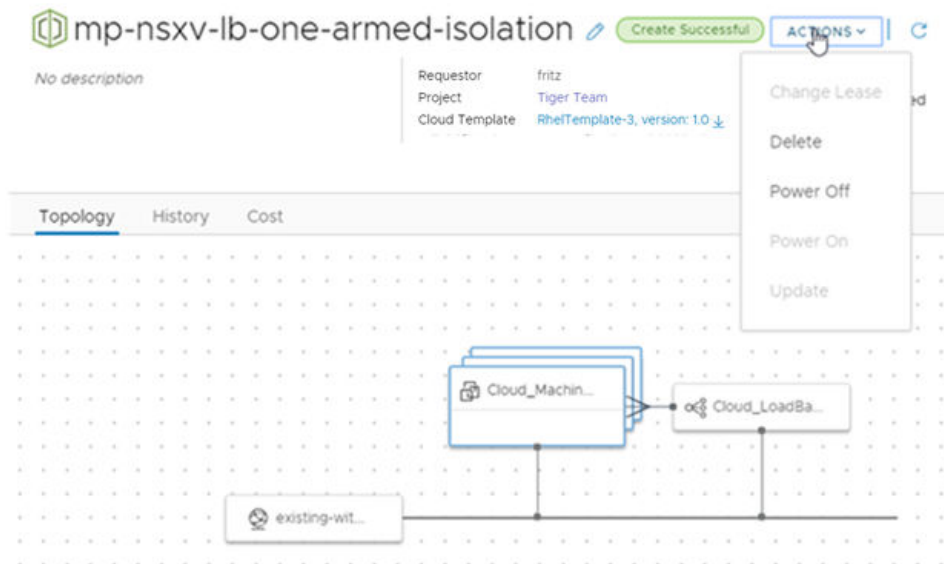 mp-nsxv-lb-one-armed-isolation
Create Successful
ACTIONS
No description
Requestor fritz
Project Tiger Team
Cloud Template RhelTemplate-3, version: 1.0
Change Lease
Delete
Power Off
Power On
Update
Topology History Cost
Cloud_Machin...
Cloud_LoadBa...
existing-wit...